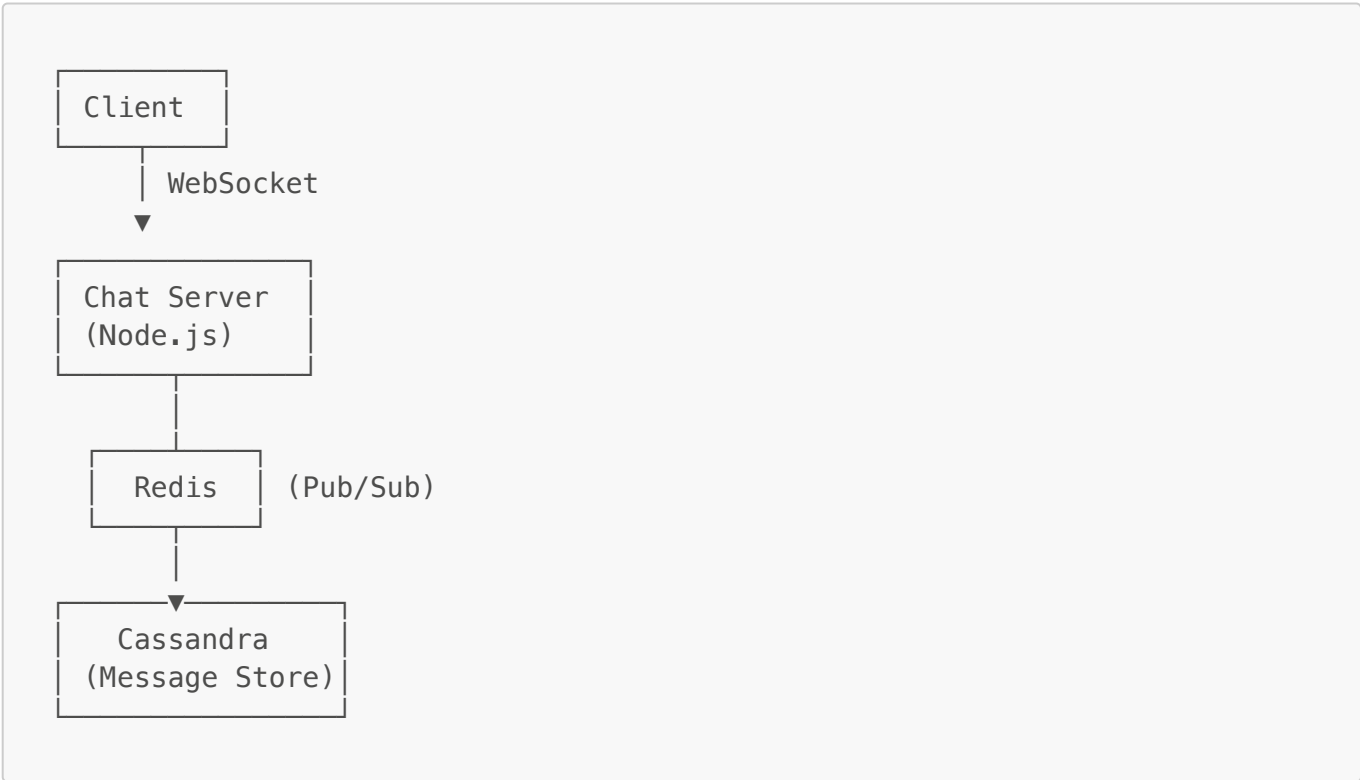 Client
WebSocket
Chat Server
(Node.js)
Redis (Pub/Sub)
Cassandra
(Message Store)